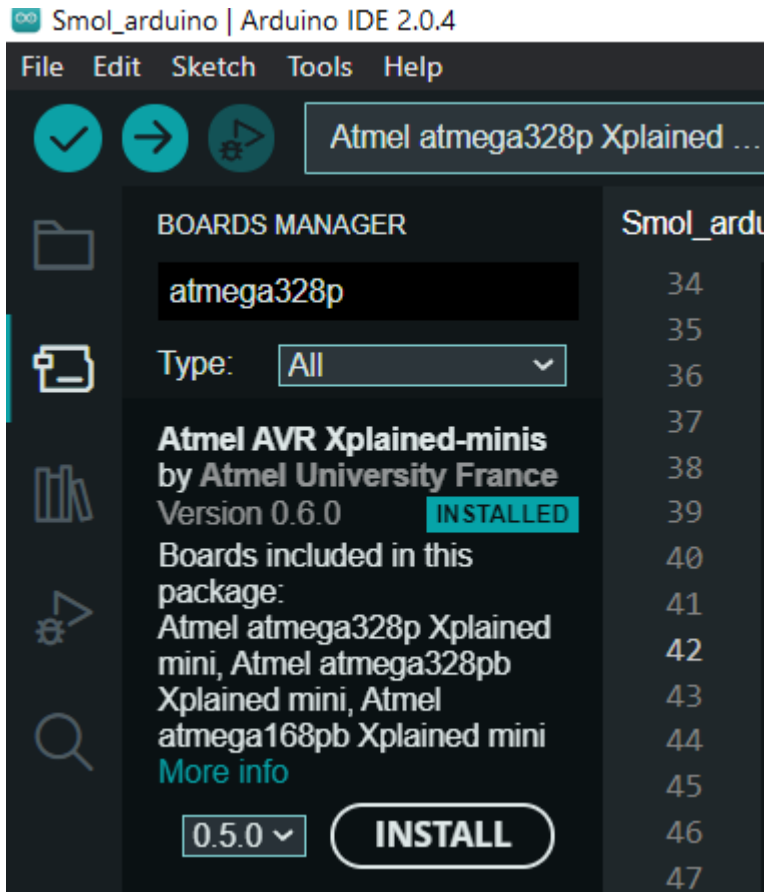 Smol_arduino | Arduino IDE 2.0.4
File Edit Sketch Tools Help
Atmel atmega328p Xplained ...
BOARDS MANAGER
atmega328p
Type: All
Atmel AVR Xplained-minis
by Atmel University France
Version 0.6.0 INSTALLED
Boards included in this
package:
Atmel atmega328p Xplained
mini, Atmel atmega328pb
Xplained mini, Atmel
atmega168pb Xplained mini
More info
0.5.0 INSTALL
Smol_ardu
34
35
36
37
38
39
40
41
42
43
44
45
46
47